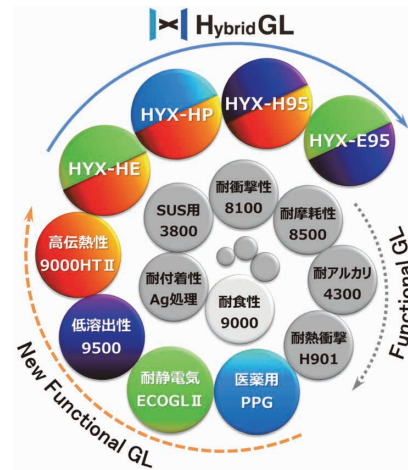 HybridGL
HYX-HP
HYX-H95
HYX-E95
HYX-HE
耐衝撃性
8100
SUS用
3800
耐摩耗性
8500
高伝熱性
9000HTⅡ
耐付着性
Ag処理
耐食性
9000
耐アルカリ
4300
低溶出性
9500
耐熱衝撃
H901
耐静電気
ECOGLⅡ
医薬用
PPG
Functional GL
New Functional GL